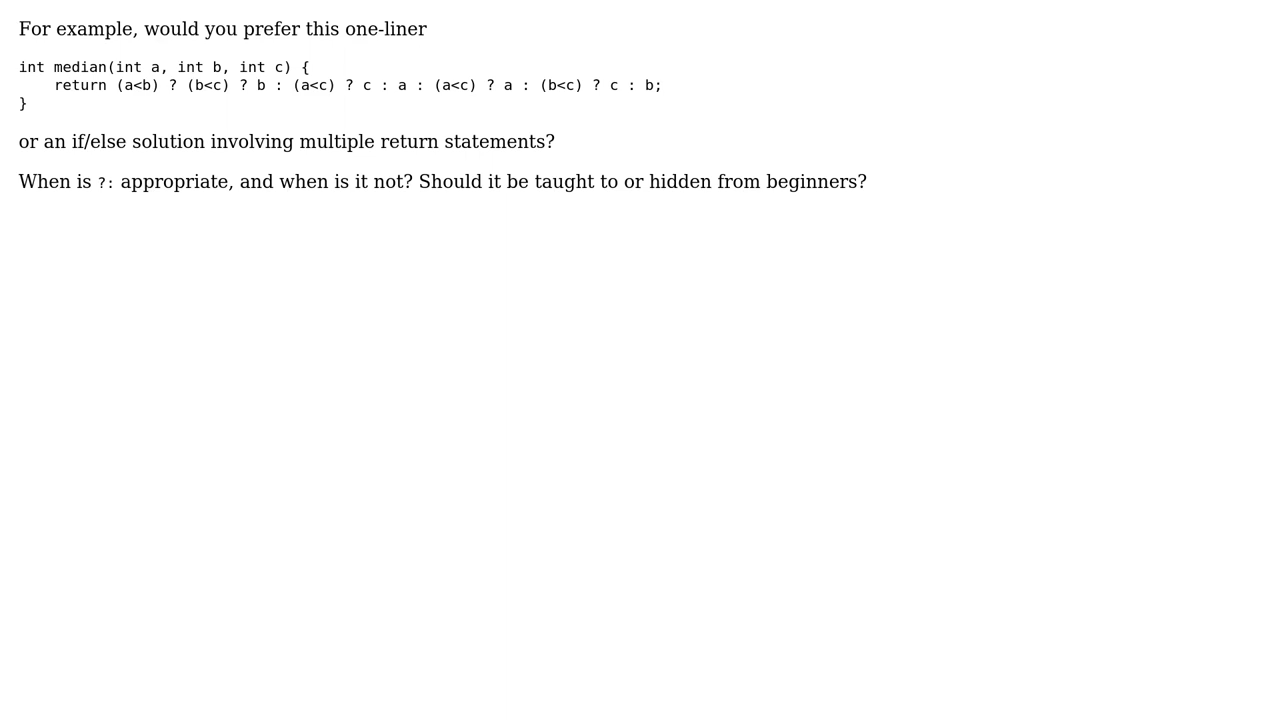 For example, would you prefer this one-liner
int median(int a, int b, int c) {
    return (a<b) ? (b<c) ? b : (a<c) ? c : a : (a<c) ? a : (b<c) ? c : b;
}
or an if/else solution involving multiple return statements?
When is ?: appropriate, and when is it not? Should it be taught to or hidden from beginners?